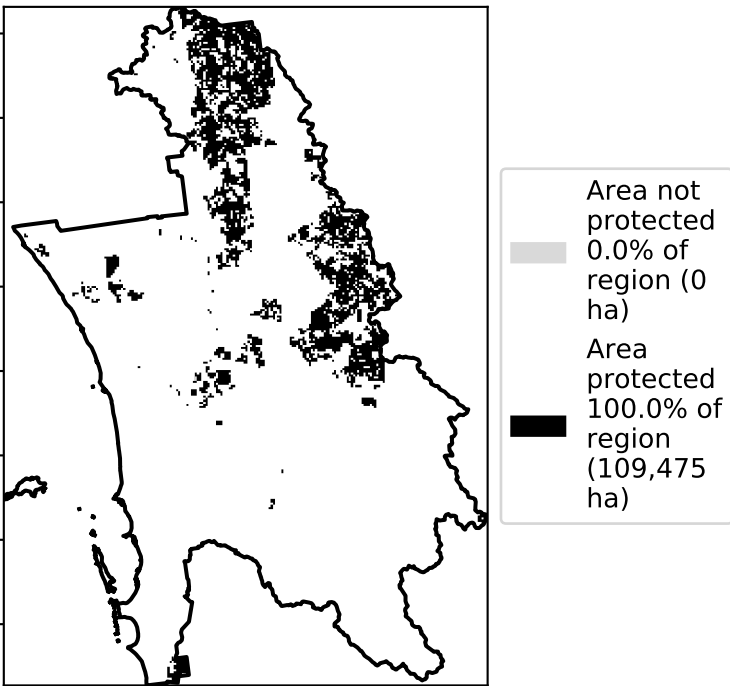 Area not
protected
0.0% of
region (0
ha)
Area
protected
100.0% of
region
(109,475
ha)